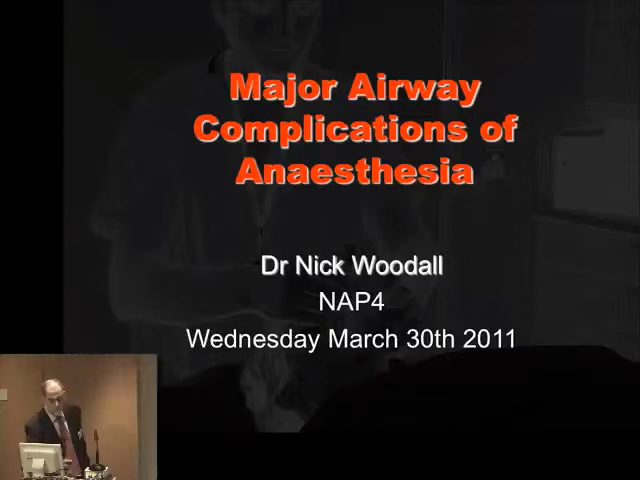 Major Airway
Complications of
Anaesthesia
Dr Nick Woodall
NAP4
Wednesday March 30th 2011